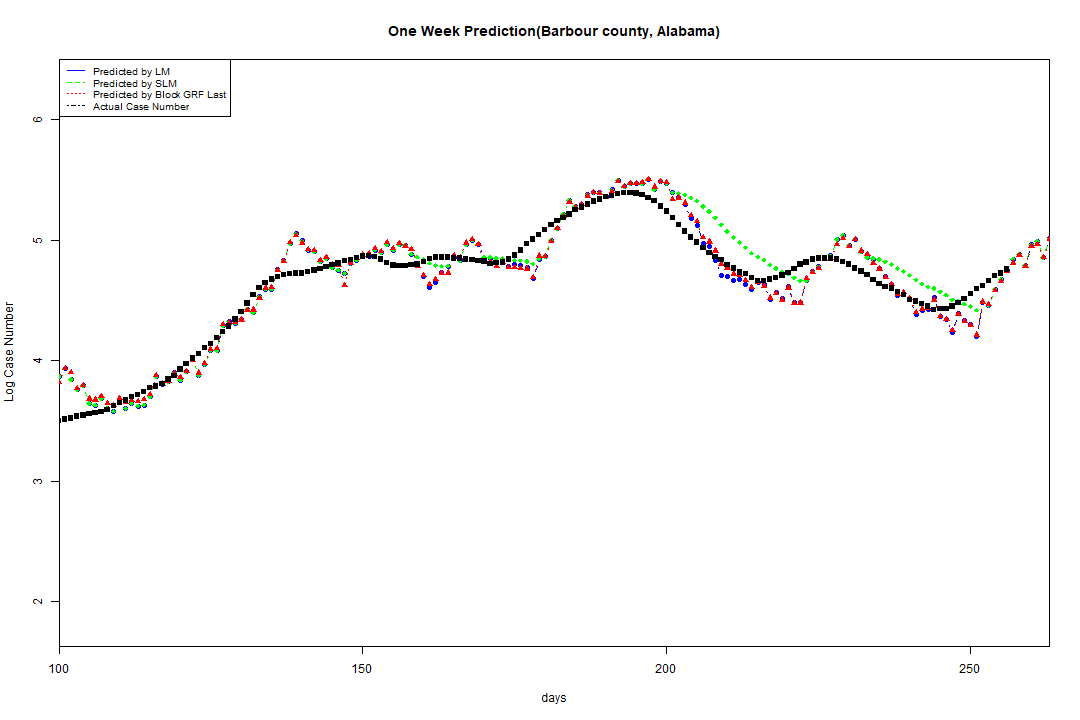 One Week Prediction(Barbour county, Alabama)
Predicted by LM
Predicted by SLM
Predicted by Block GRF Last
Actual Case Number
6
5
4
3
2
Log Case Number
100
150
200
250
days